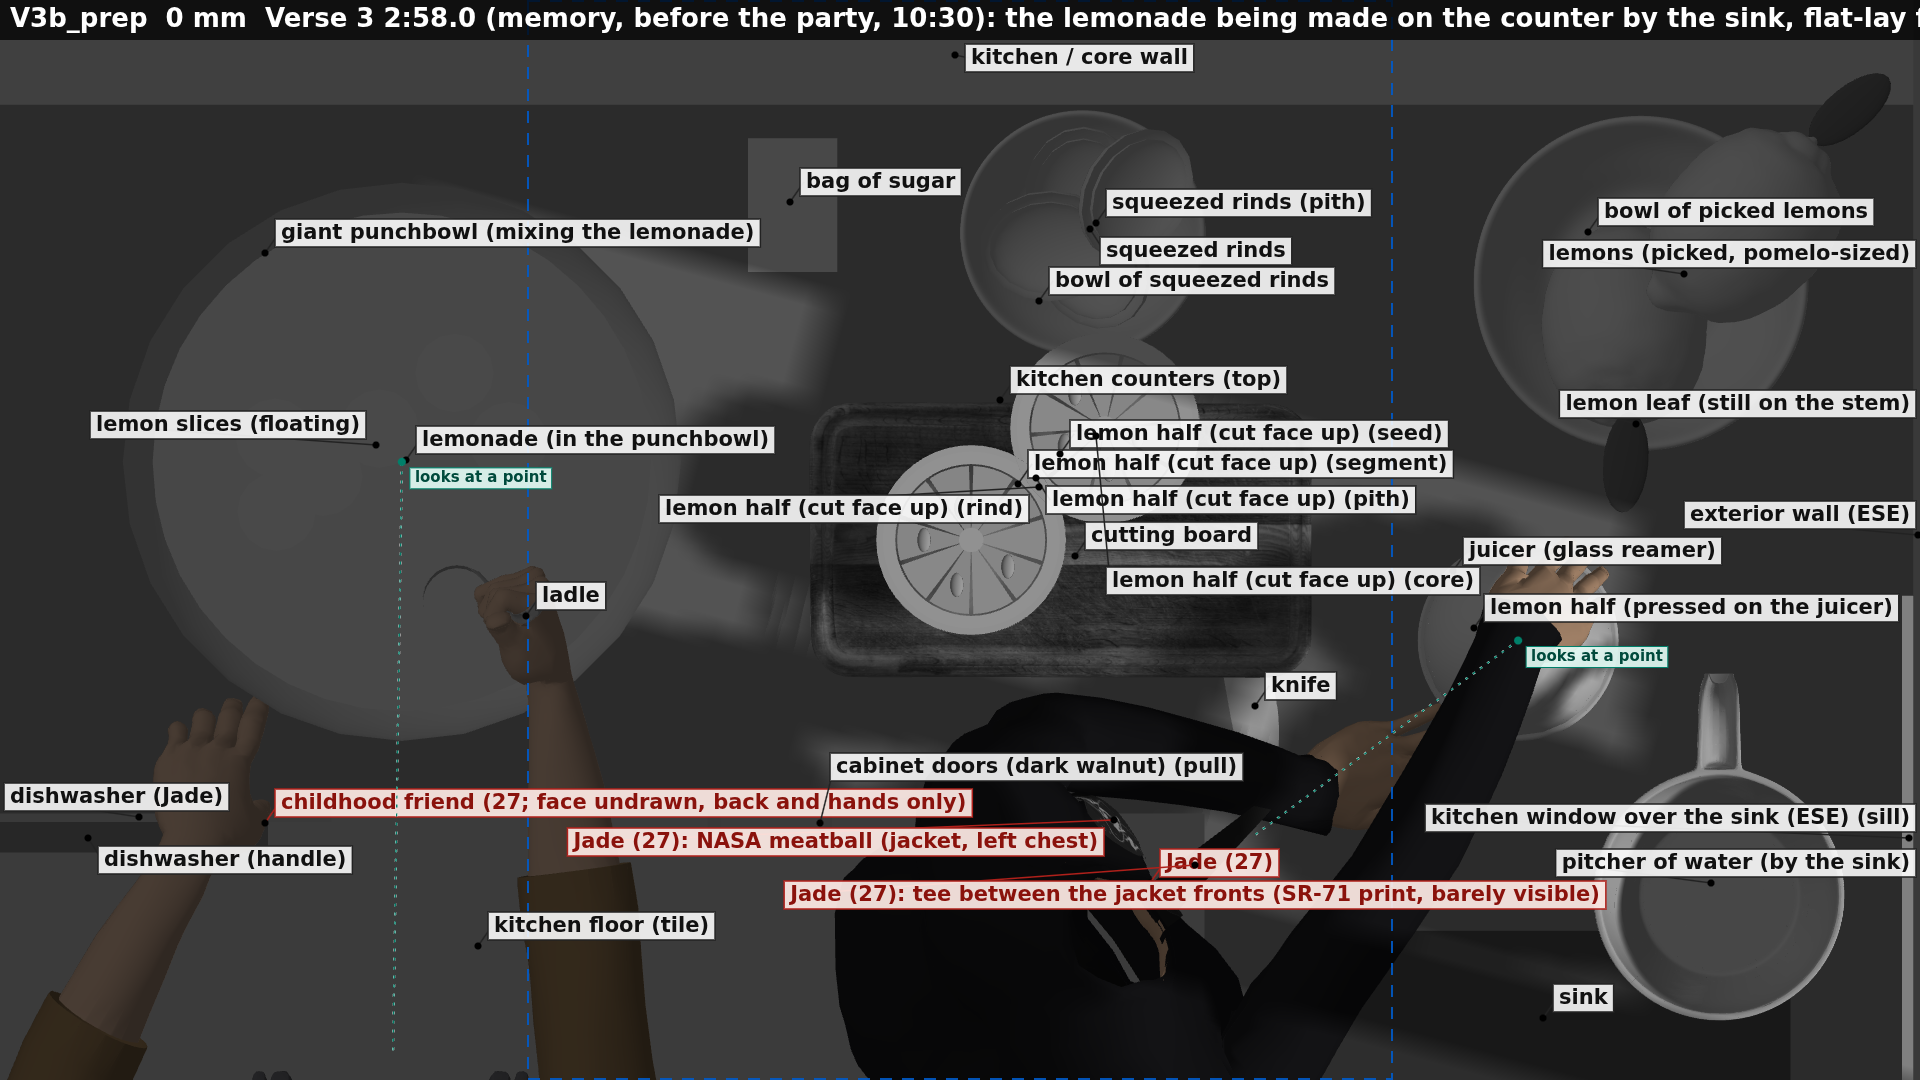 V3b_prep 0 mm Verse 3 2:58.0 (memory, before the party, 10:30): the lemonade being made on the counter by the sink, flat-lay
kitchen / core wall
bag of sugar
squeezed rinds (pith)
bowl of picked lemons
giant punchbowl (mixing the lemonade)
squeezed rinds
lemons (picked, pomelo-sized)
bowl of squeezed rinds
kitchen counters (top)
lemon leaf (still on the stem)
lemon slices (floating)
lemonade (in the punchbowl)
lemon half (cut face up) (seed)
lemon half (cut face up) (segment)
looks at a point
lemon half (cut face up) (pith)
lemon half (cut face up) (rind)
exterior wall (ESE)
cutting board
juicer (glass reamer)
lemon half (cut face up) (core)
ladle
lemon half (pressed on the juicer)
looks at a point
knife
cabinet doors (dark walnut) (pull)
dishwasher (Jade)
childhood friend (27; face undrawn, back and hands only)
kitchen window over the sink (ESE) (sill)
Jade (27): NASA meatball (jacket, left chest)
dishwasher (handle)
Jade (27)
pitcher of water (by the sink)
Jade (27): tee between the jacket fronts (SR-71 print, barely visible)
kitchen floor (tile)
sink